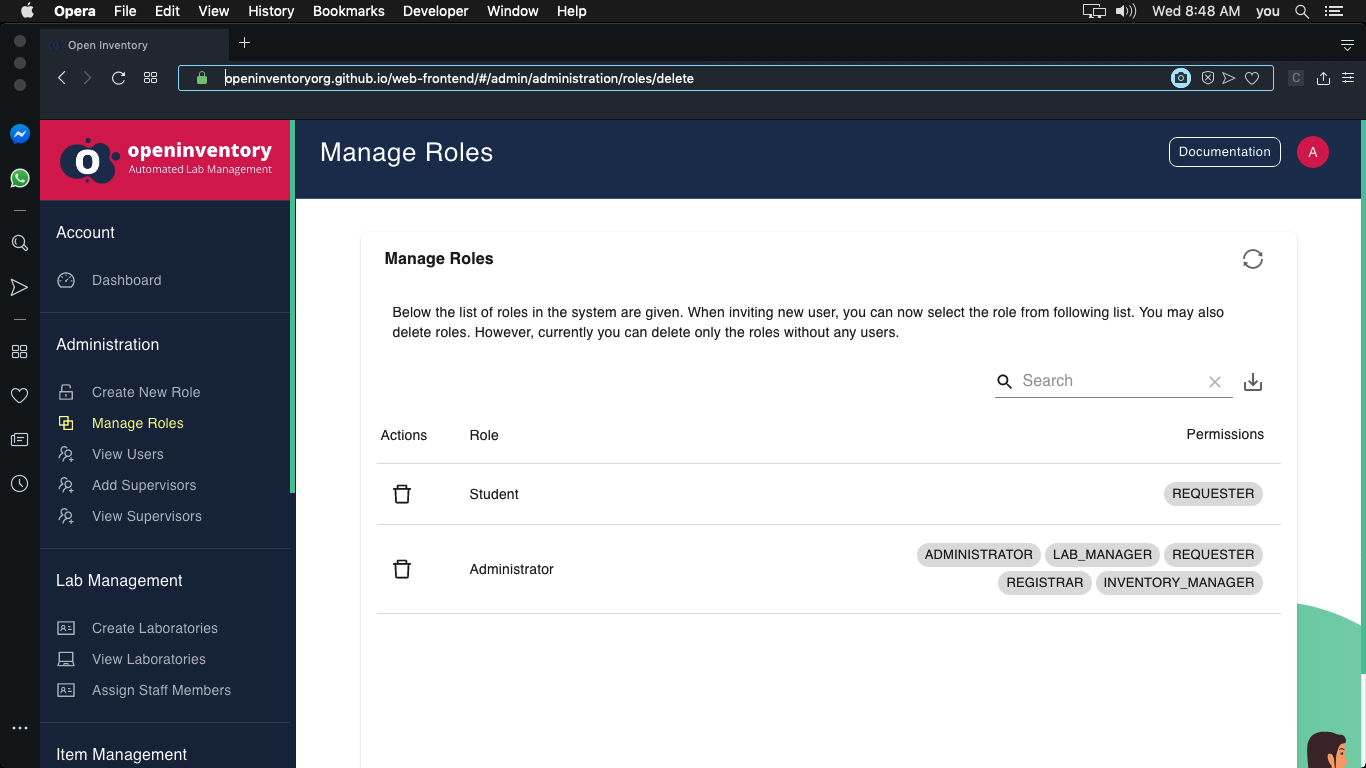 Opera File Edit View History Bookmarks Developer Window Help Wed 8:48 AM you
Open Inventory
openinventoryorg.github.io/web-frontend/#/admin/administration/roles/delete
C
openinventory
Automated Lab Management
Manage Roles
Documentation
A
Account
Dashboard
Administration
Create New Role
Manage Roles
View Users
Add Supervisors
View Supervisors
Lab Management
Create Laboratories
View Laboratories
Assign Staff Members
Item Management
Manage Roles
Below the list of roles in the system are given. When inviting new user, you can now select the role from following list. You may also
delete roles. However, currently you can delete only the roles without any users.
Search
Actions Role Permissions
Student REQUESTER
Administrator ADMINISTRATOR LAB_MANAGER REQUESTER
REGISTRAR INVENTORY_MANAGER